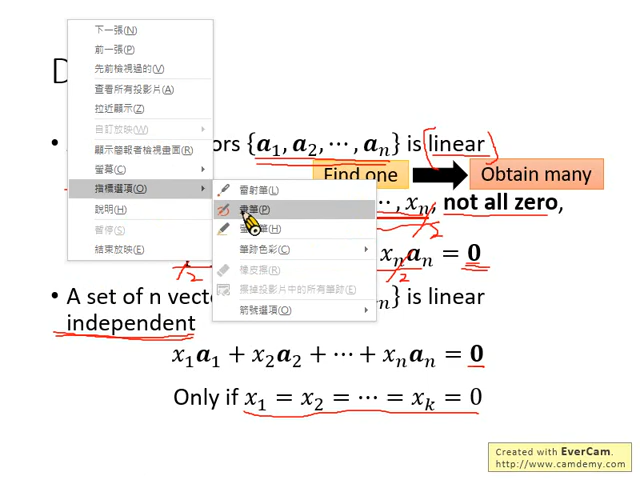 D
下一張(N)
前一張(P)
先前檢視過的(V)
查看所有投影片(A)
拉近顯示(Z)
自訂放映(W)
顯示簡報者檢視畫面(R)
螢幕(C)
指標選項(O)
說明(H)
暫停(S)
結束放映(E)
雷射筆(L)
畫筆(P)
筆跡色彩(C)
橡皮擦(R)
擦掉投影片中的所有筆跡(E)
箭號選項(O)
ors {a₁, a₂, ⋯, aₙ} is linear
Find one
Obtain many
⋯, xₙ, not all zero,
/2
xₙaₙ = 0
/2
/2
• A set of n vect
} is linear
independent
x₁a₁ + x₂a₂ + ⋯ + xₙaₙ = 0
Only if x₁ = x₂ = ⋯ = xₖ = 0
Created with EverCam.
http://www.camdemy.com